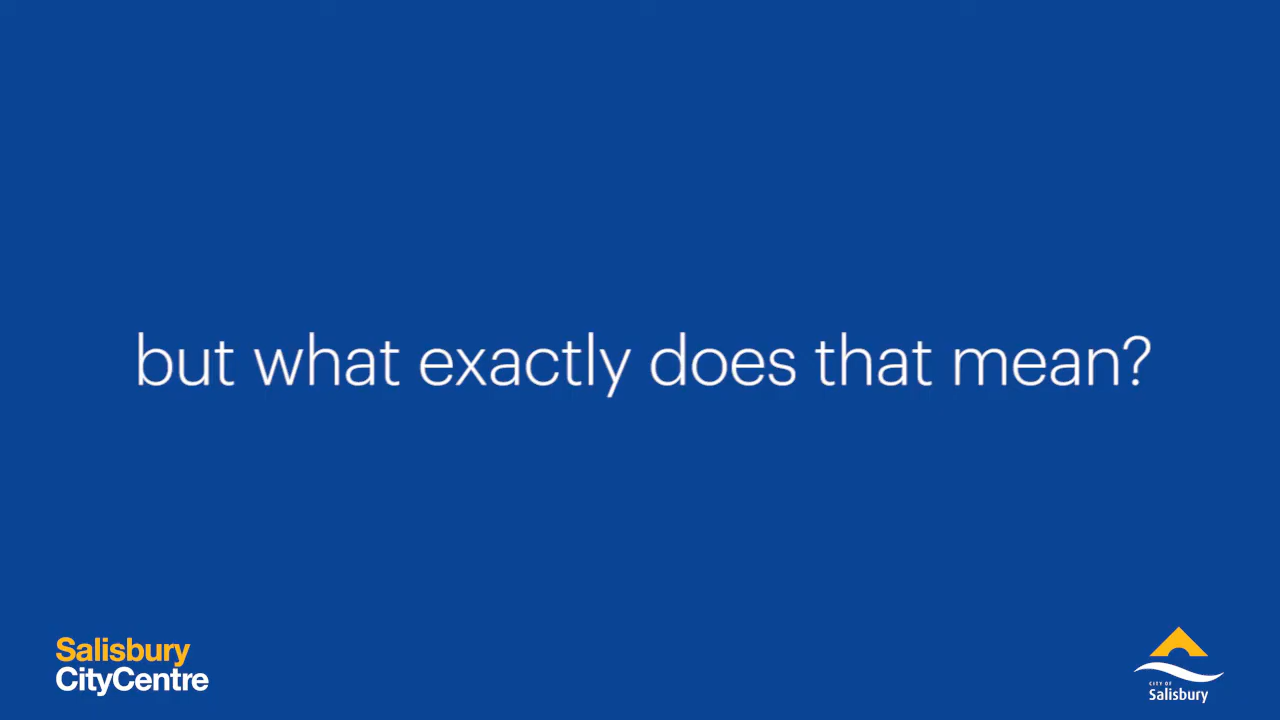 but what exactly does that mean?
Salisbury
CityCentre
CITY OF
Salisbury